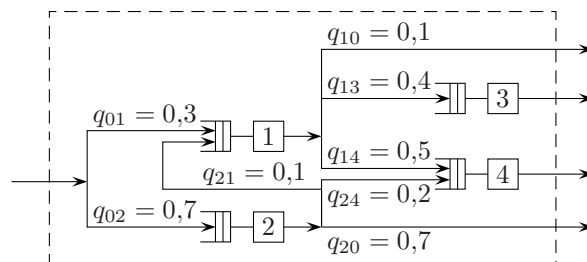 q10 = 0,1
q13 = 0,4
3
q01 = 0,3
1
q14 = 0,5
q21 = 0,1
4
q24 = 0,2
q02 = 0,7
2
q20 = 0,7